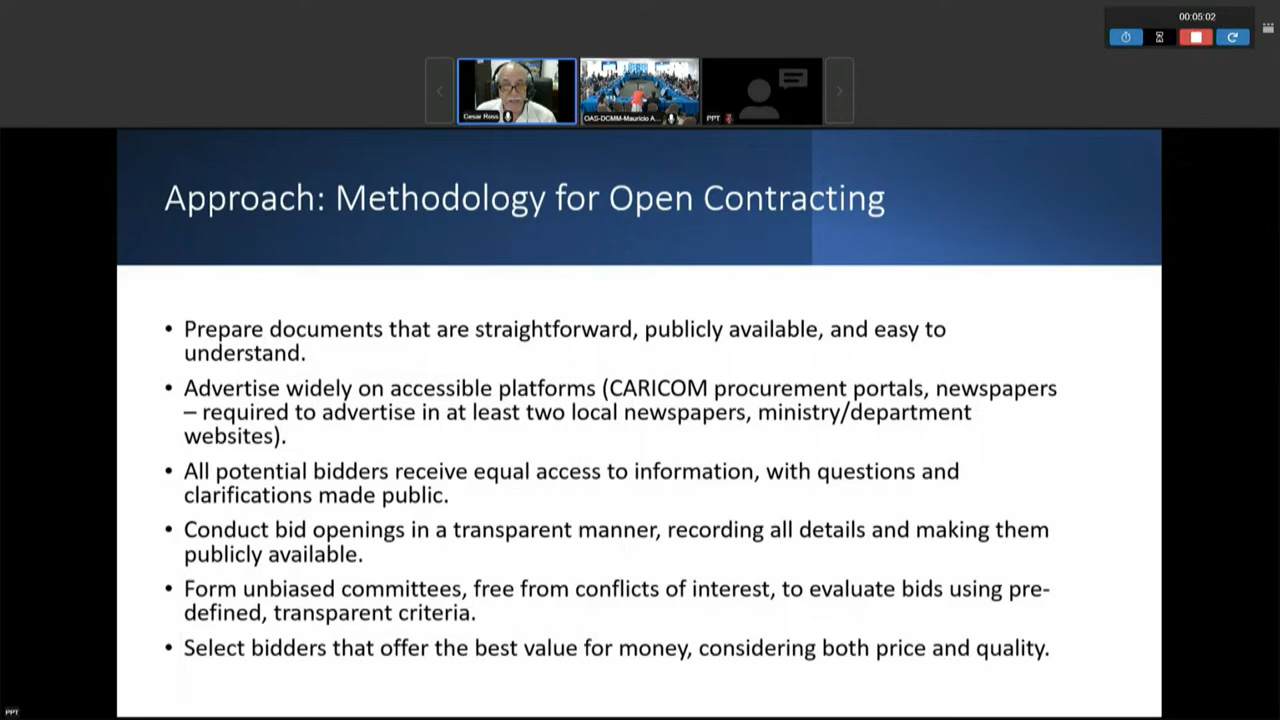 00:05:02
Cesar Ross
OAS-DCMM-Mauricio A...
PPT
Approach: Methodology for Open Contracting
• Prepare documents that are straightforward, publicly available, and easy to
understand.
• Advertise widely on accessible platforms (CARICOM procurement portals, newspapers
– required to advertise in at least two local newspapers, ministry/department
websites).
• All potential bidders receive equal access to information, with questions and
clarifications made public.
• Conduct bid openings in a transparent manner, recording all details and making them
publicly available.
• Form unbiased committees, free from conflicts of interest, to evaluate bids using pre-
defined, transparent criteria.
• Select bidders that offer the best value for money, considering both price and quality.
PPT